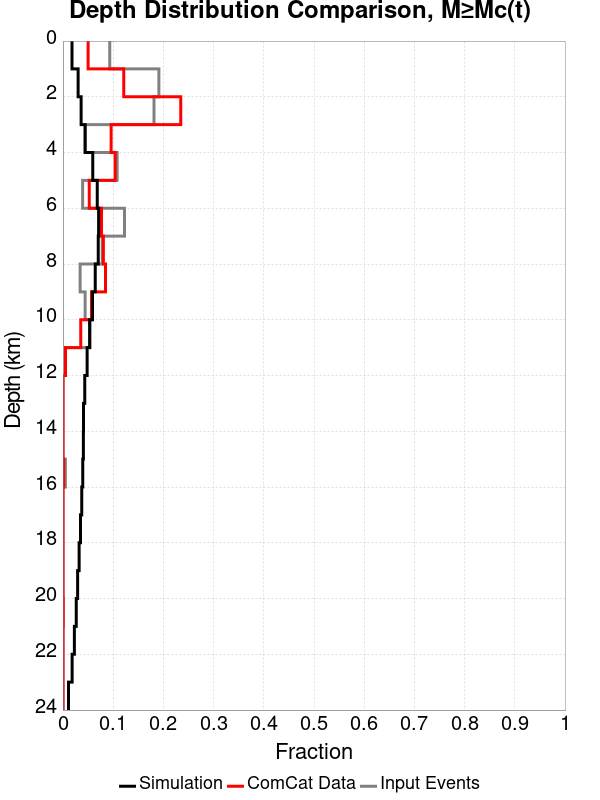 Depth Distribution Comparison, M≥Mc(t)
0
2
4
6
8
10
12
14
16
18
20
22
24
Depth (km)
0 0.1 0.2 0.3 0.4 0.5 0.6 0.7 0.8 0.9 1
Fraction
Simulation ComCat Data Input Events